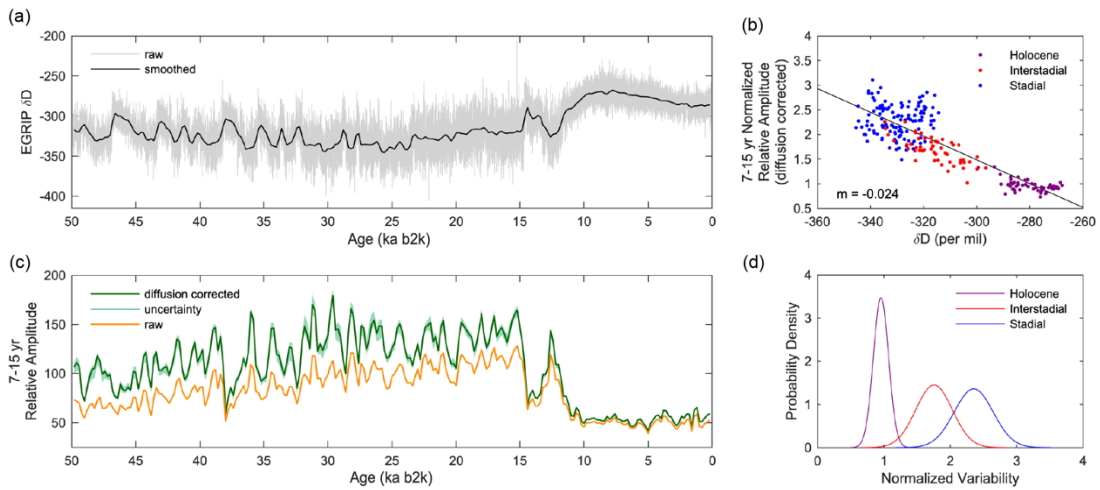 (a)
-200
-250
-300
-350
-400
EGRIP δD
raw
smoothed
50 45 40 35 30 25 20 15 10 5 0
Age (ka b2k)
(b)
4
3.5
3
2.5
2
1.5
1
0.5
7-15 yr Normalized
Relative Amplitude
(diffusion corrected)
Holocene
Interstadial
Stadial
m = -0.024
-360 -340 -320 -300 -280 -260
δD (per mil)
(c)
200
150
100
50
7-15 yr
Relative Amplitude
diffusion corrected
uncertainty
raw
50 45 40 35 30 25 20 15 10 5 0
Age (ka b2k)
(d)
4
3
2
1
0
Probability Density
Holocene
Interstadial
Stadial
0 1 2 3 4
Normalized Variability